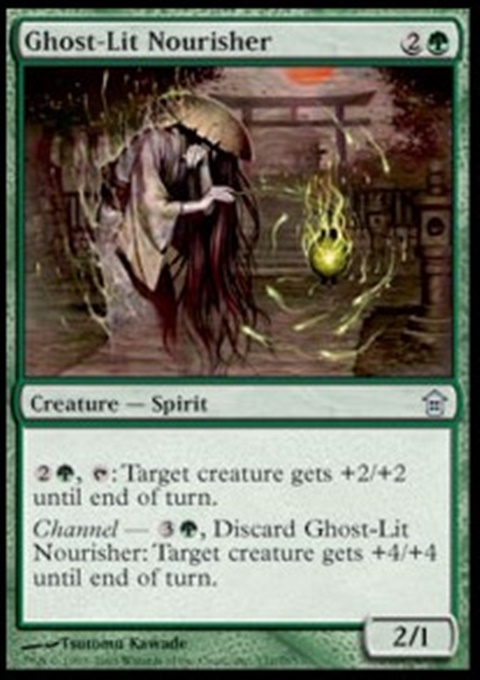 Ghost-Lit Nourisher 2
Creature — Spirit
2, : Target creature gets +2/+2
until end of turn.
Channel — 3, Discard Ghost-Lit
Nourisher: Target creature gets +4/+4
until end of turn.
Tsutomu Kawade
2/1